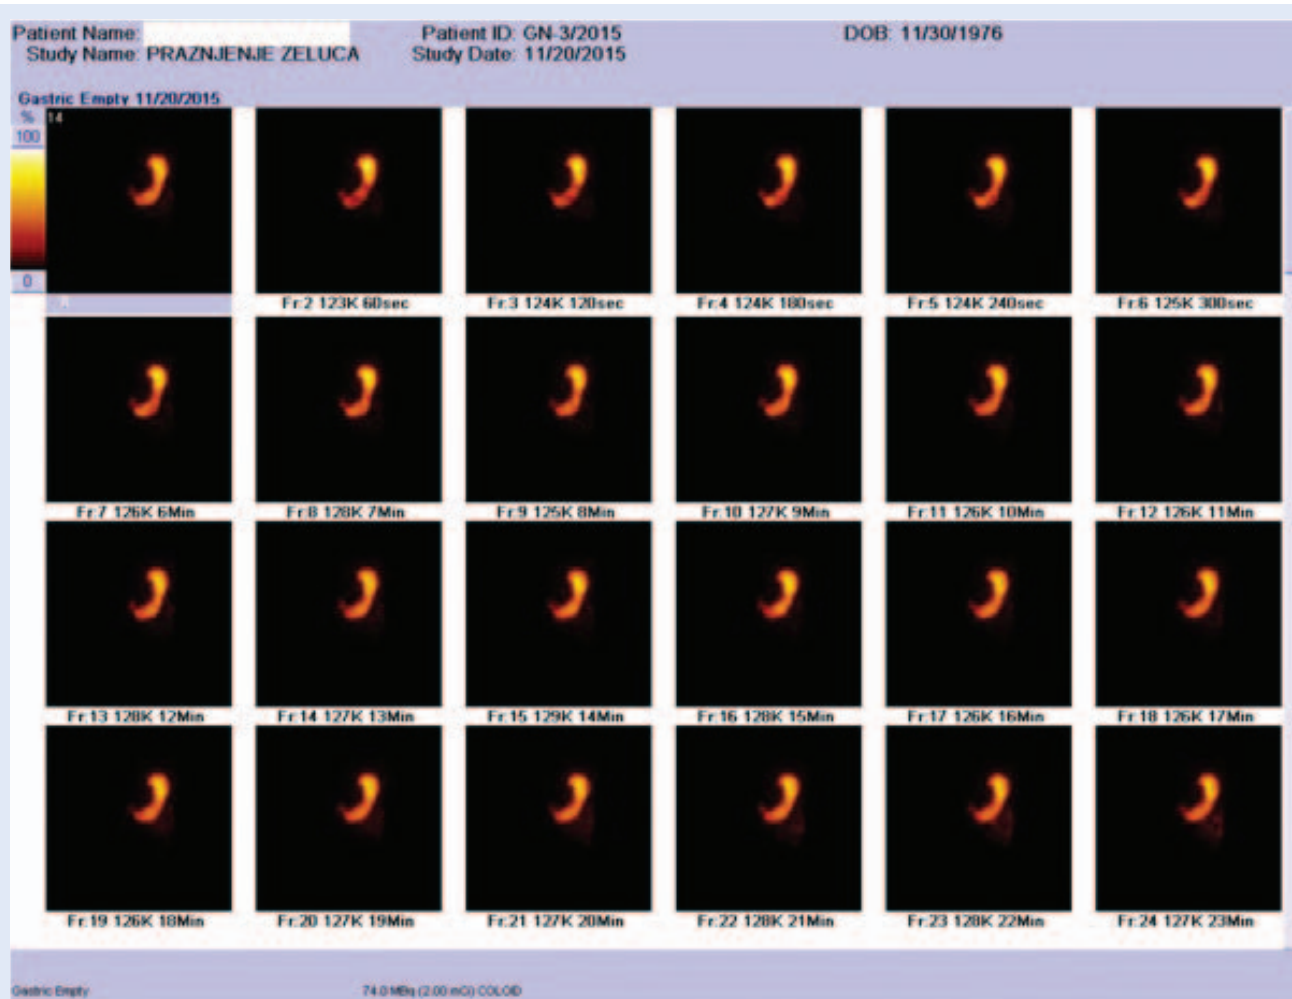 Patient Name: Patient ID: GN-3/2015 DOB: 11/30/1976
Study Name: PRAZNJENJE ZELUCA Study Date: 11/20/2015
Gastric Empty 11/20/2015
% 14
100
0
Fr:2 123K 60sec Fr:3 124K 120sec Fr:4 124K 180sec Fr:5 124K 240sec Fr:6 125K 300sec
Fr:7 126K 6Min Fr:8 128K 7Min Fr:9 125K 8Min Fr:10 127K 9Min Fr:11 126K 10Min Fr:12 126K 11Min
Fr:13 128K 12Min Fr:14 127K 13Min Fr:15 129K 14Min Fr:16 128K 15Min Fr:17 126K 16Min Fr:18 126K 17Min
Fr:19 126K 18Min Fr:20 127K 19Min Fr:21 127K 20Min Fr:22 128K 21Min Fr:23 128K 22Min Fr:24 127K 23Min
Gastric Empty 74.0 MBq (2.00 mCi) COLOID